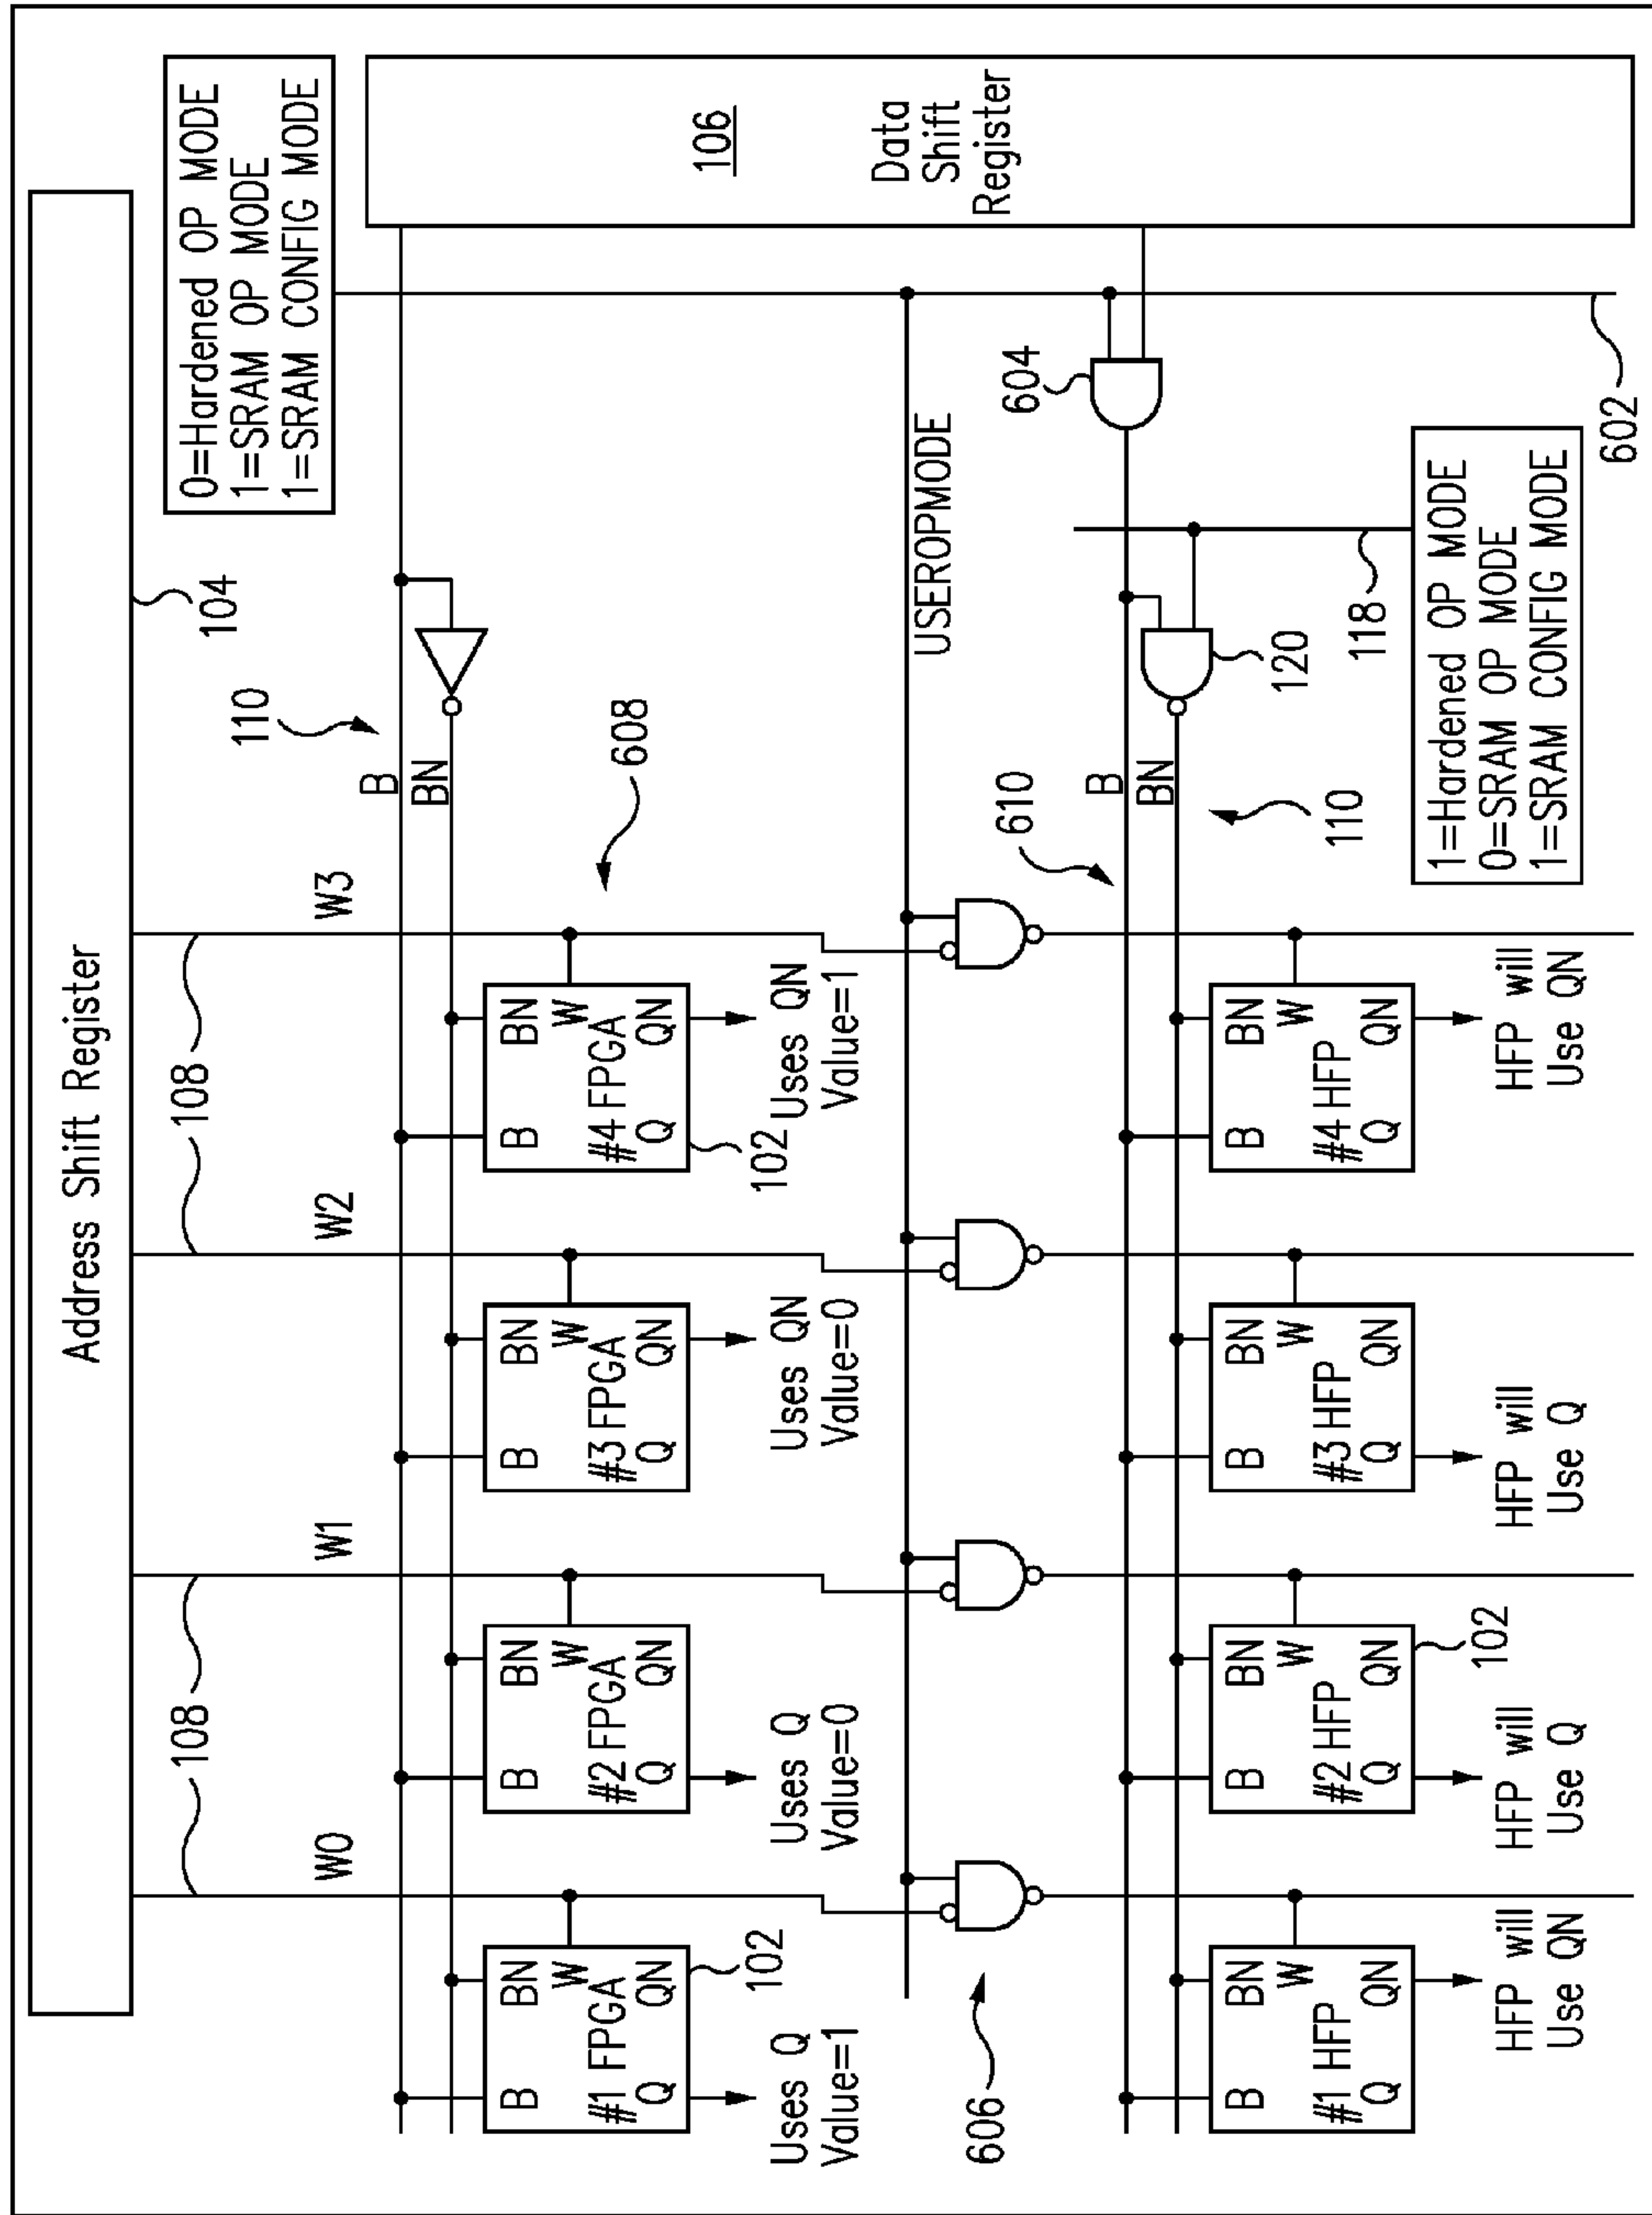 Address Shift Register
104
0=Hardened OP MODE
1=SRAM OP MODE
1=SRAM CONFIG MODE
108
108
W0
W1
W2
W3
110
B
BN
106
Data
Shift
Register
B BN
W
#1 FPGA
Q QN
102
Uses Q
Value=1
B BN
W
#2 FPGA
Q QN
Uses Q
Value=0
B BN
W
#3 FPGA
Q QN
Uses QN
Value=0
B BN
W
#4 FPGA
Q QN
102
Uses QN
Value=1
608
USEROPMODE
606
604
610
B
BN
110
120
118
1=Hardened OP MODE
0=SRAM OP MODE
1=SRAM CONFIG MODE
602
B BN
W
#1 HFP
Q QN
HFP will
Use QN
B BN
W
#2 HFP
Q QN
102
HFP will
Use Q
B BN
W
#3 HFP
Q QN
HFP will
Use Q
B BN
W
#4 HFP
Q QN
HFP will
Use QN